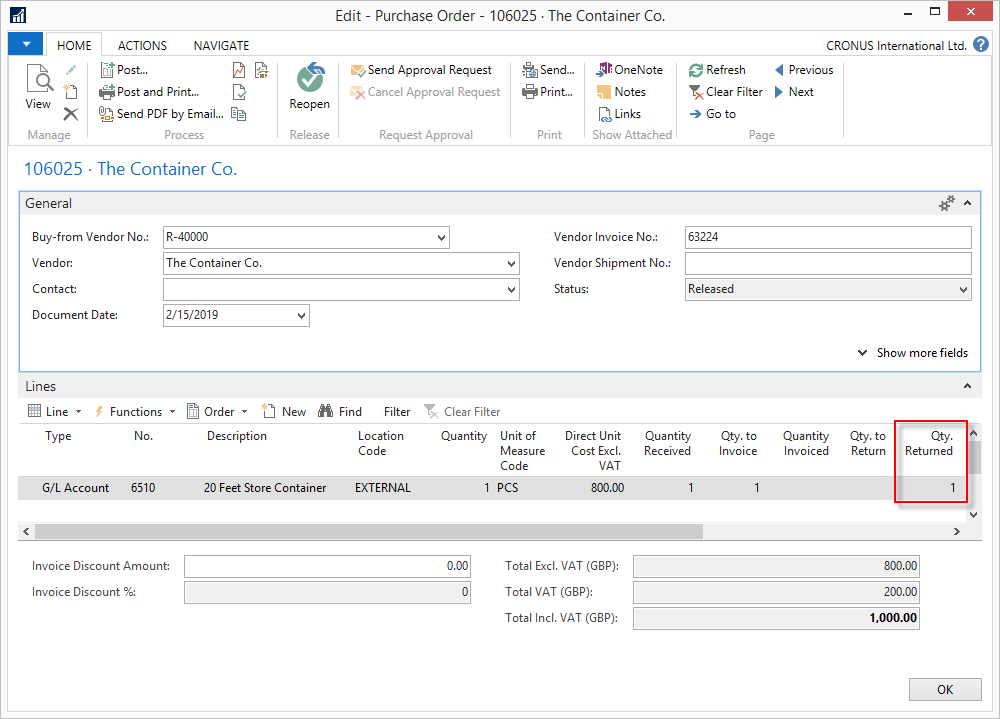 Edit - Purchase Order - 106025 · The Container Co.
HOME ACTIONS NAVIGATE CRONUS International Ltd. ?
View
Manage
Post...
Post and Print...
Send PDF by Email...
Process
Reopen
Release
Send Approval Request
Cancel Approval Request
Request Approval
Send...
Print...
Print
OneNote
Notes
Links
Show Attached
Refresh
Clear Filter
Go to
Previous
Next
Page
106025 · The Container Co.
General
Buy-from Vendor No.: R-40000
Vendor: The Container Co.
Contact:
Document Date: 2/15/2019
Vendor Invoice No.: 63224
Vendor Shipment No.:
Status: Released
Show more fields
Lines
Line Functions Order New Find Filter Clear Filter
Type No. Description Location Quantity Unit of Direct Unit Quantity Qty. to Quantity Qty. to Qty.
Code Measure Cost Excl. Received Invoice Invoiced Return Returned
Code VAT
G/L Account 6510 20 Feet Store Container EXTERNAL 1 PCS 800.00 1 1 1
Invoice Discount Amount: 0.00
Invoice Discount %: 0
Total Excl. VAT (GBP): 800.00
Total VAT (GBP): 200.00
Total Incl. VAT (GBP): 1,000.00
OK